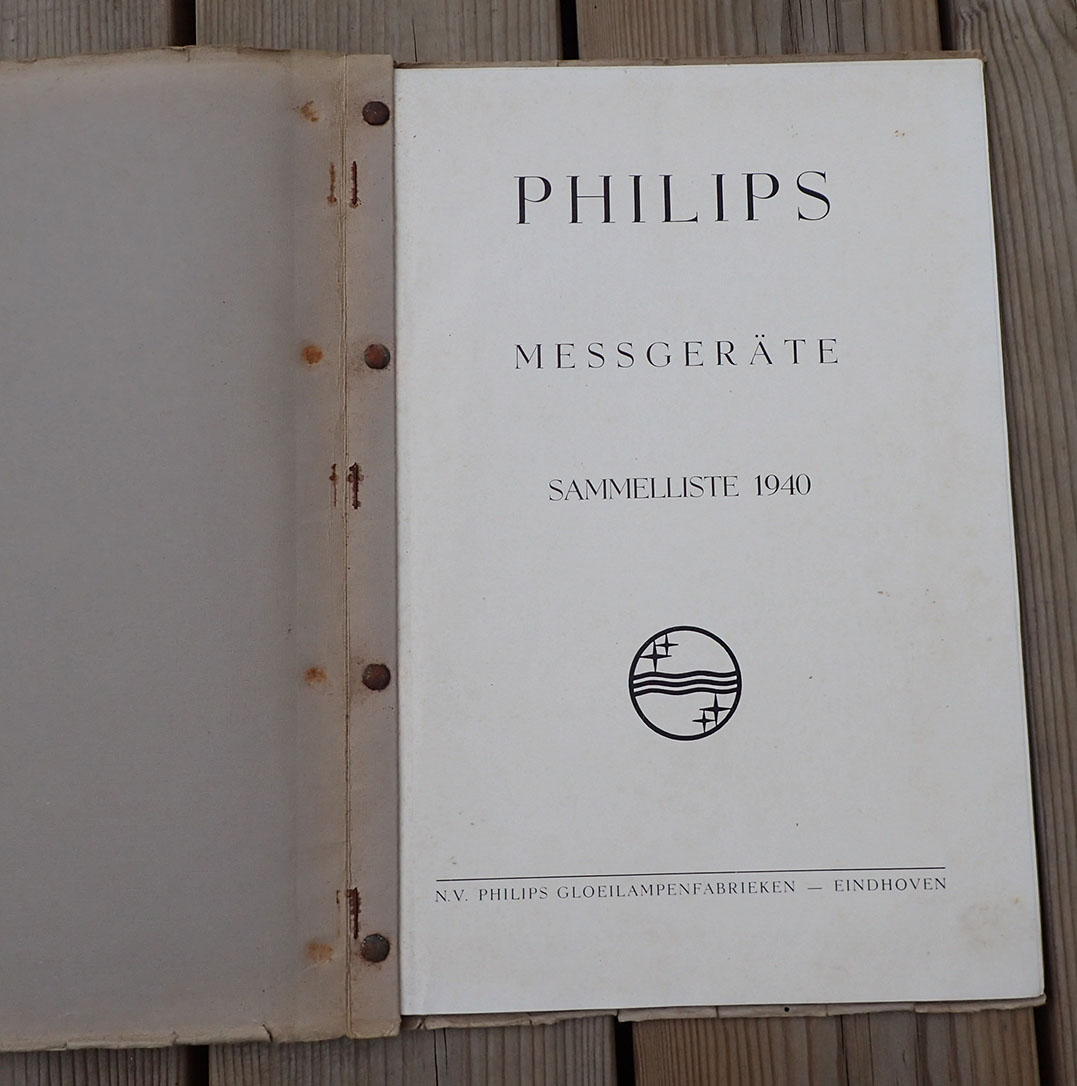 PHILIPS
MESSGERÄTE
SAMMELLISTE 1940
N.V. PHILIPS GLOEILAMPENFABRIEKEN — EINDHOVEN